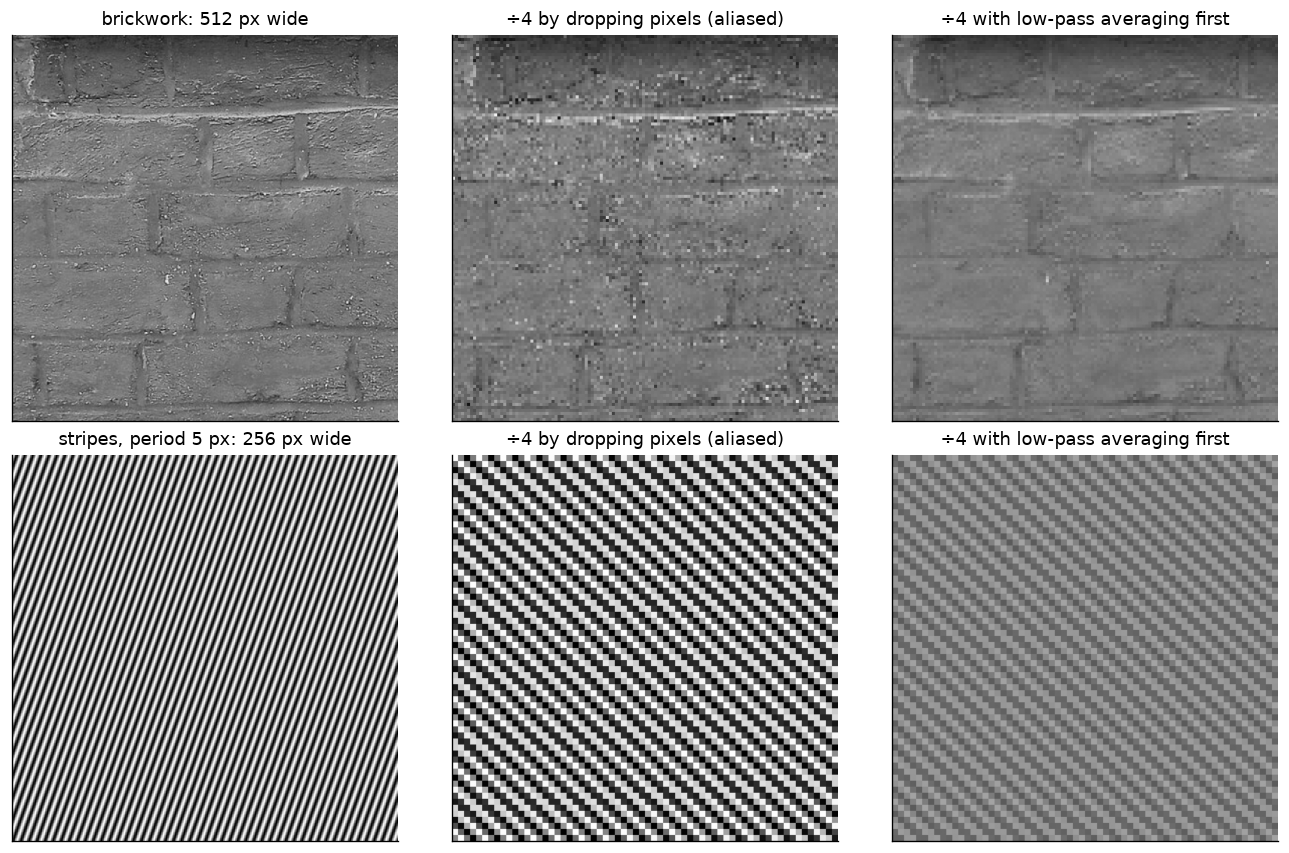 brickwork: 512 px wide
÷4 by dropping pixels (aliased)
÷4 with low-pass averaging first
stripes, period 5 px: 256 px wide
÷4 by dropping pixels (aliased)
÷4 with low-pass averaging first